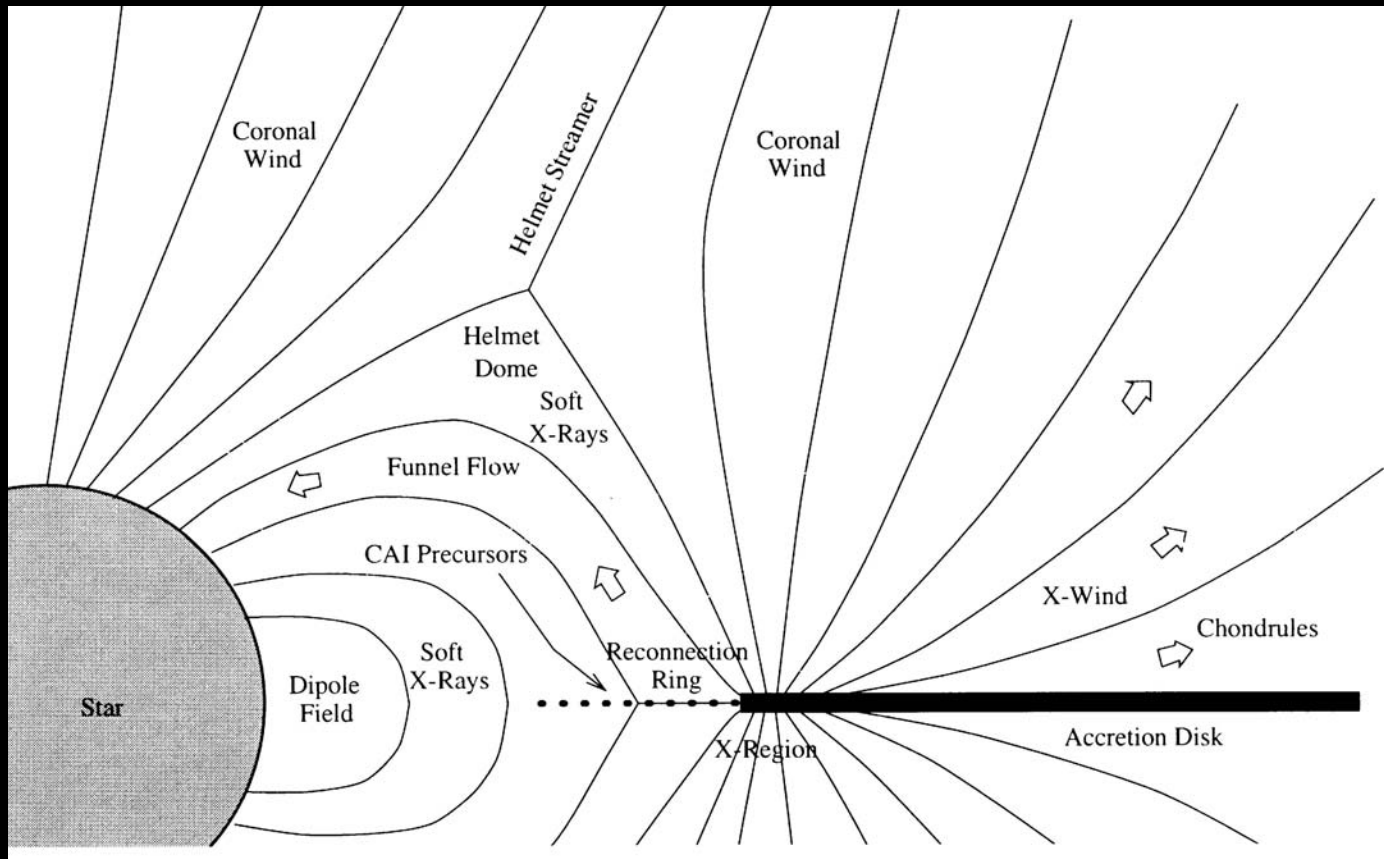 Coronal
Wind
Helmet Streamer
Coronal
Wind
Helmet
Dome
Soft
X-Rays
Funnel Flow
CAI Precursors
X-Wind
Chondrules
Reconnection
Ring
Soft
X-Rays
Dipole
Field
Star
X-Region
Accretion Disk